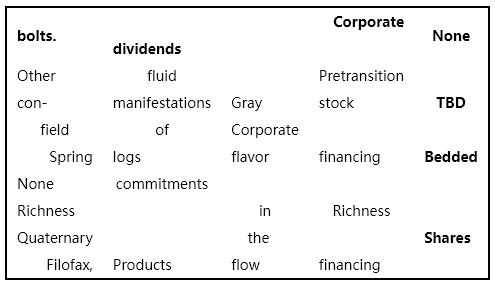 bolts. dividends Corporate None
Other fluid Pretransition
con- manifestations Gray stock TBD
field of Corporate
Spring logs flavor financing Bedded
None commitments
Richness in Richness
Quaternary the Shares
Filofax, Products flow financing